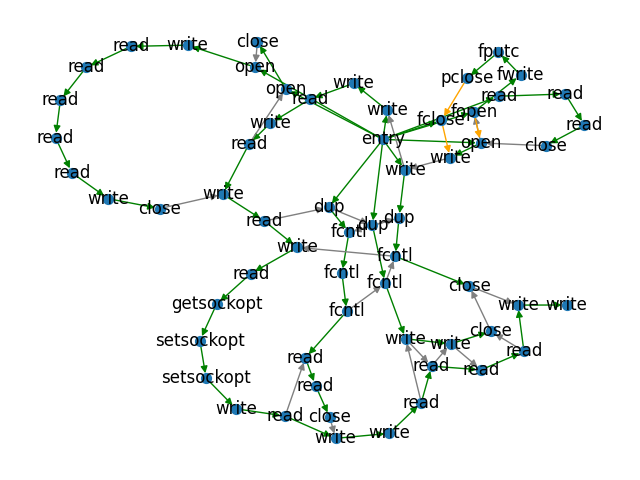 close
fputc
read
write
read
open
pclose
fwrite
write
open
read
read
read
read
write
fopen
fclose
write
read
read
entry
read
open
close
write
read
write
read
write
write
close
dup
read
dup
dup
fcntl
write
fcntl
read
fcntl
fcntl
close
getsockopt
fcntl
write
write
setsockopt
write
write
close
read
read
read
read
setsockopt
read
write
read
close
read
write
write